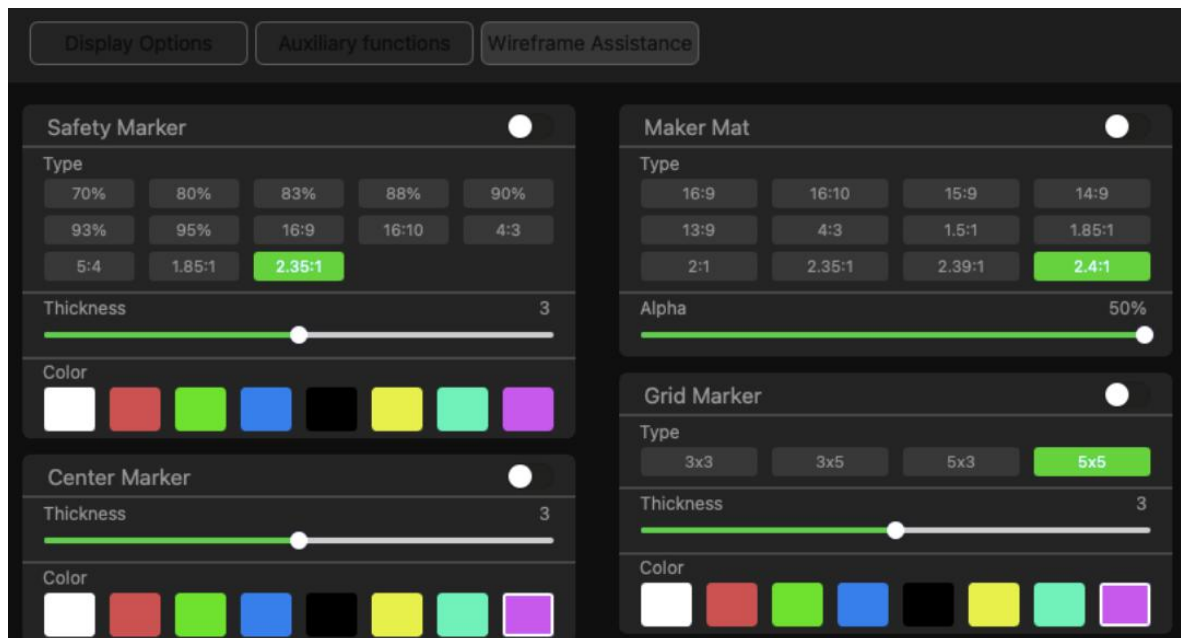 Display Options Auxiliary functions Wireframe Assistance
Safety Marker
Type
70% 80% 83% 88% 90%
93% 95% 16:9 16:10 4:3
5:4 1.85:1 2.35:1
Thickness 3
Color
Center Marker
Thickness 3
Color
Maker Mat
Type
16:9 16:10 15:9 14:9
13:9 4:3 1.5:1 1.85:1
2:1 2.35:1 2.39:1 2.4:1
Alpha 50%
Grid Marker
Type
3x3 3x5 5x3 5x5
Thickness 3
Color